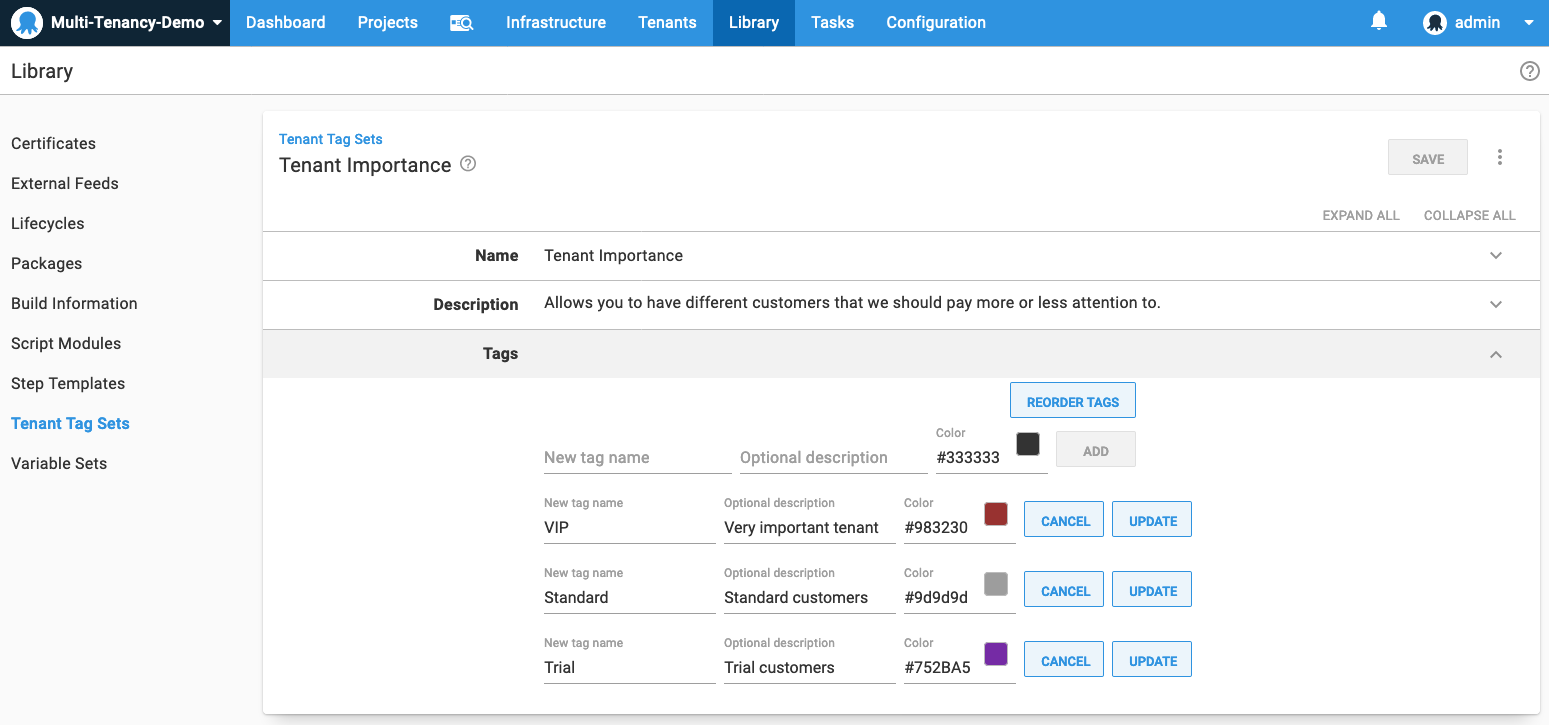 Multi-Tenancy-Demo Dashboard Projects Infrastructure Tenants Library Tasks Configuration admin
Library
Certificates
External Feeds
Lifecycles
Packages
Build Information
Script Modules
Step Templates
Tenant Tag Sets
Variable Sets
Tenant Tag Sets
Tenant Importance
SAVE
EXPAND ALL COLLAPSE ALL
Name Tenant Importance
Description Allows you to have different customers that we should pay more or less attention to.
Tags
REORDER TAGS
Color
New tag name Optional description #333333 ADD
New tag name Optional description Color
VIP Very important tenant #983230 CANCEL UPDATE
New tag name Optional description Color
Standard Standard customers #9d9d9d CANCEL UPDATE
New tag name Optional description Color
Trial Trial customers #752BA5 CANCEL UPDATE